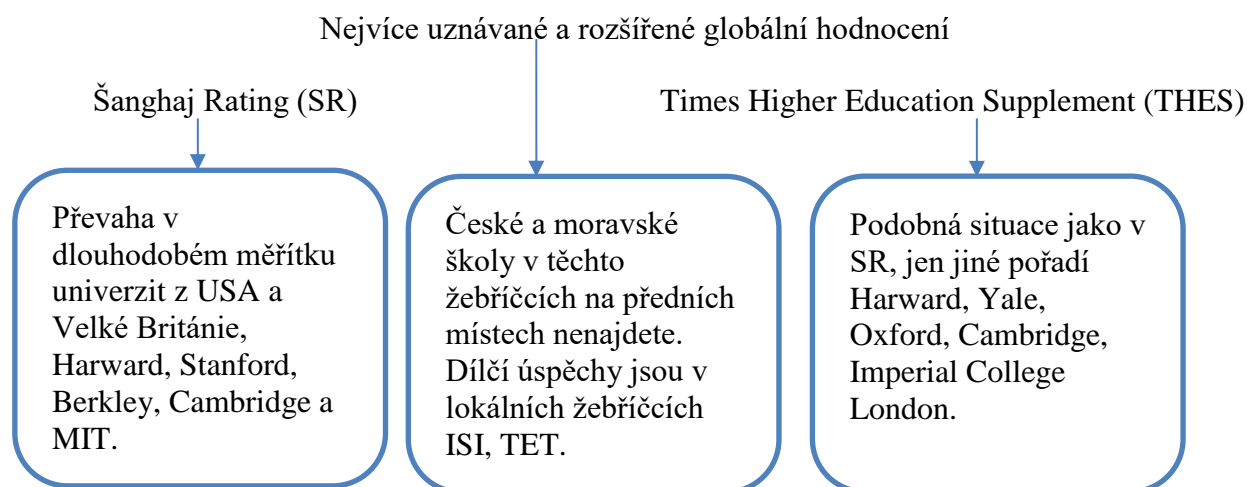 Nejvíce uznávané a rozšířené globální hodnocení
Šanghaj Rating (SR)
Times Higher Education Supplement (THES)
Převaha v
dlouhodobém měřítku
univerzit z USA a
Velké Británie,
Harward, Stanford,
Berkley, Cambridge a
MIT.
České a moravské
školy v těchto
žebříčcích na předních
místech nenajdete.
Dílčí úspěchy jsou v
lokálních žebříčcích
ISI, TET.
Podobná situace jako v
SR, jen jiné pořadí
Harward, Yale,
Oxford, Cambridge,
Imperial College
London.